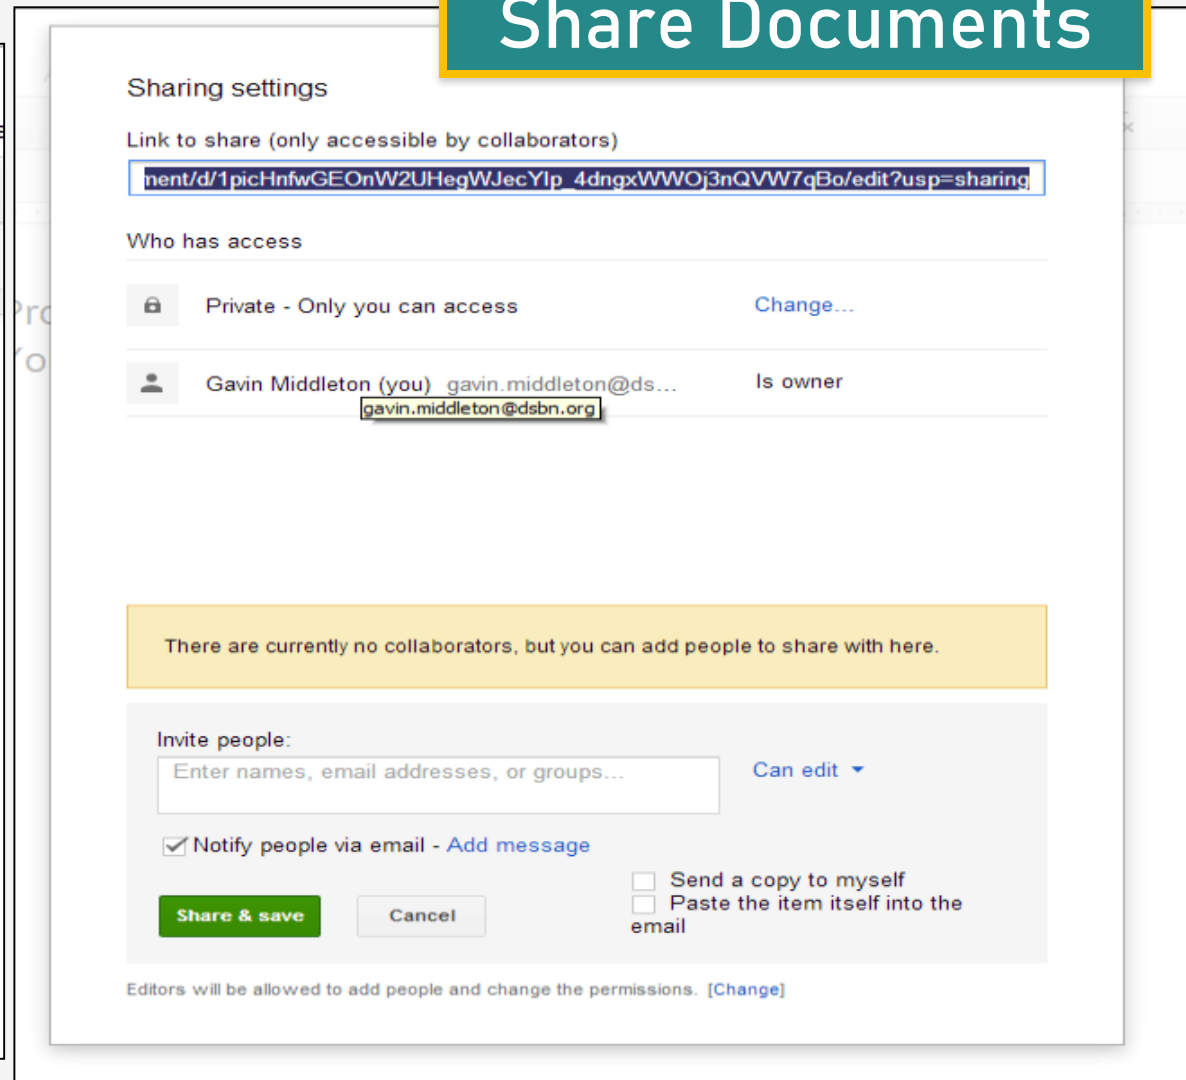 Share Documents
Sharing settings
Link to share (only accessible by collaborators)
ment/d/1picHnfwGEOnW2UHegWJecYIp_4dngxWWOj3nQVW7qBo/edit?usp=sharing
Who has access
Private - Only you can access Change...
Gavin Middleton (you) gavin.middleton@ds... Is owner
gavin.middleton@dsbn.org
There are currently no collaborators, but you can add people to share with here.
Invite people:
Enter names, email addresses, or groups... Can edit
Notify people via email - Add message
Send a copy to myself
Paste the item itself into the
email
Share & save Cancel
Editors will be allowed to add people and change the permissions. [Change]